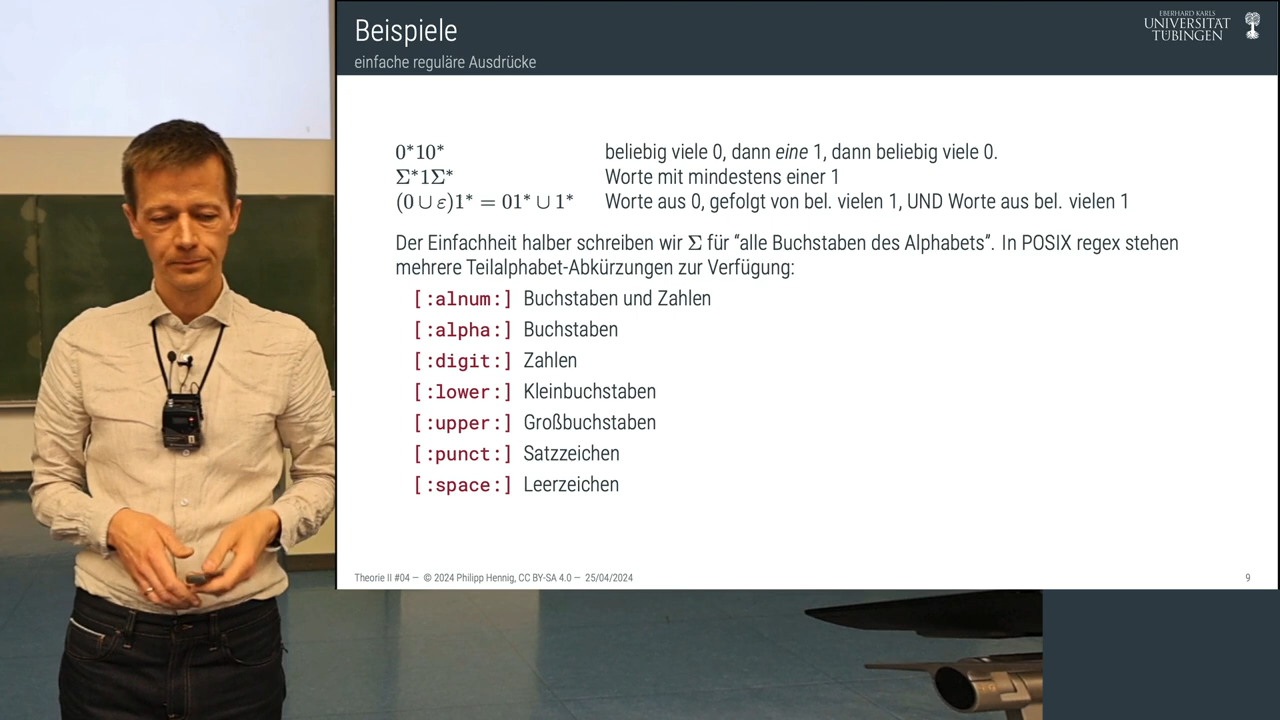 Beispiele
einfache reguläre Ausdrücke
EBERHARD KARLS
UNIVERSITÄT
TÜBINGEN
0*10* beliebig viele 0, dann eine 1, dann beliebig viele 0.
Σ*1Σ* Worte mit mindestens einer 1
(0 ∪ ε)1* = 01* ∪ 1* Worte aus 0, gefolgt von bel. vielen 1, UND Worte aus bel. vielen 1
Der Einfachheit halber schreiben wir Σ für “alle Buchstaben des Alphabets”. In POSIX regex stehen
mehrere Teilalphabet-Abkürzungen zur Verfügung:
[:alnum:] Buchstaben und Zahlen
[:alpha:] Buchstaben
[:digit:] Zahlen
[:lower:] Kleinbuchstaben
[:upper:] Großbuchstaben
[:punct:] Satzzeichen
[:space:] Leerzeichen
Theorie II #04 — © 2024 Philipp Hennig, CC BY-SA 4.0 — 25/04/2024
9